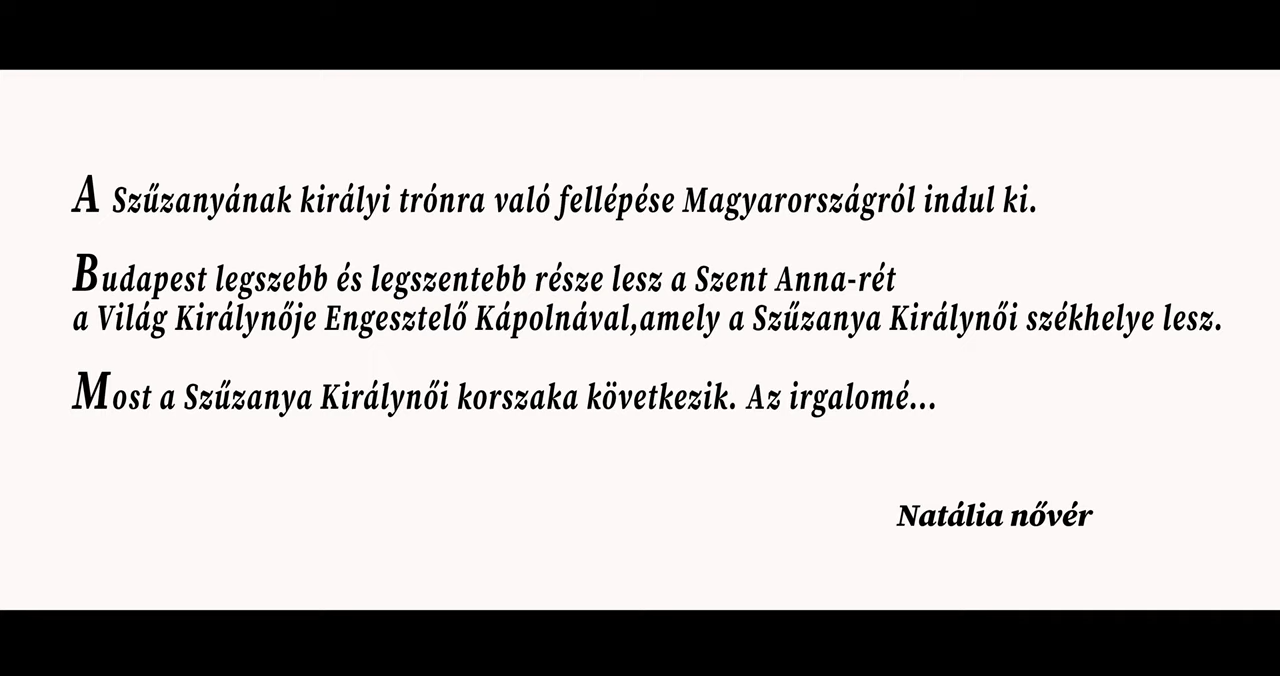 A Szűzanyának királyi trónra való fellépése Magyarországról indul ki.
Budapest legszebb és legszentebb része lesz a Szent Anna-rét
a Világ Királynője Engesztelő Kápolnával,amely a Szűzanya Királynői székhelye lesz.
Most a Szűzanya Királynői korszaka következik. Az irgalomé...
Natália nővér